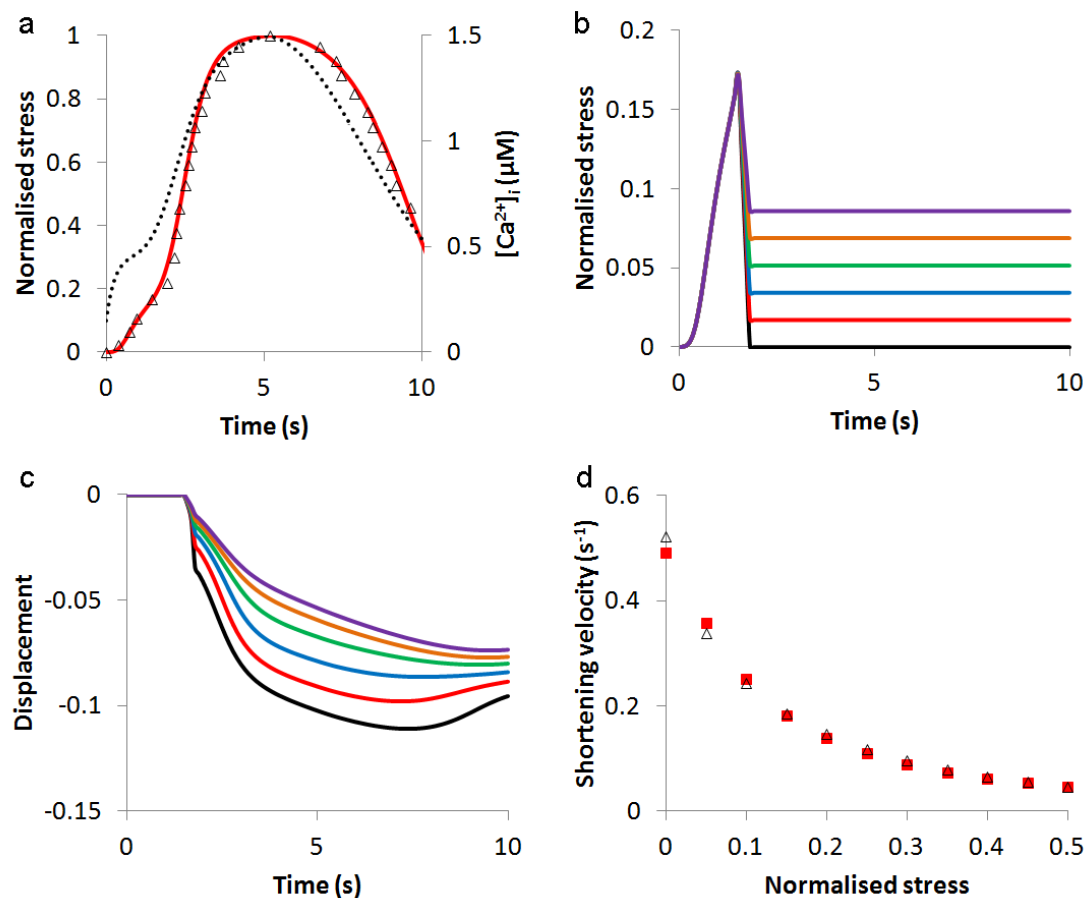 a
Normalised stress
1
0.8
0.6
0.4
0.2
0
1.5
1
0.5
0
[Ca²⁺]ᵢ (µM)
0 5 10
Time (s)
b
Normalised stress
0.15
0.1
0.05
0
0 5 10
Time (s)
c
Displacement
0
-0.05
-0.1
-0.15
0 5 10
Time (s)
d
Shortening velocity (s⁻¹)
0.6
0.4
0.2
0
0 0.1 0.2 0.3 0.4 0.5
Normalised stress